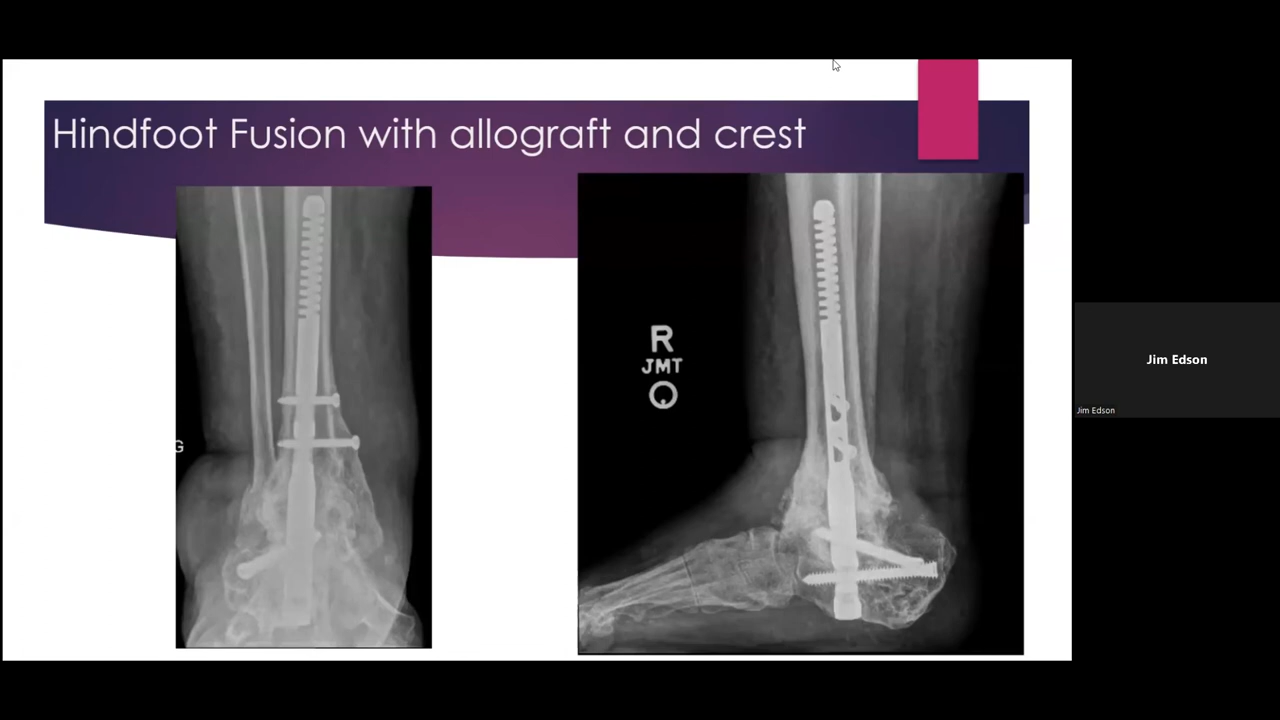 Hindfoot Fusion with allograft and crest
R
JMT
G
Jim Edson
Jim Edson